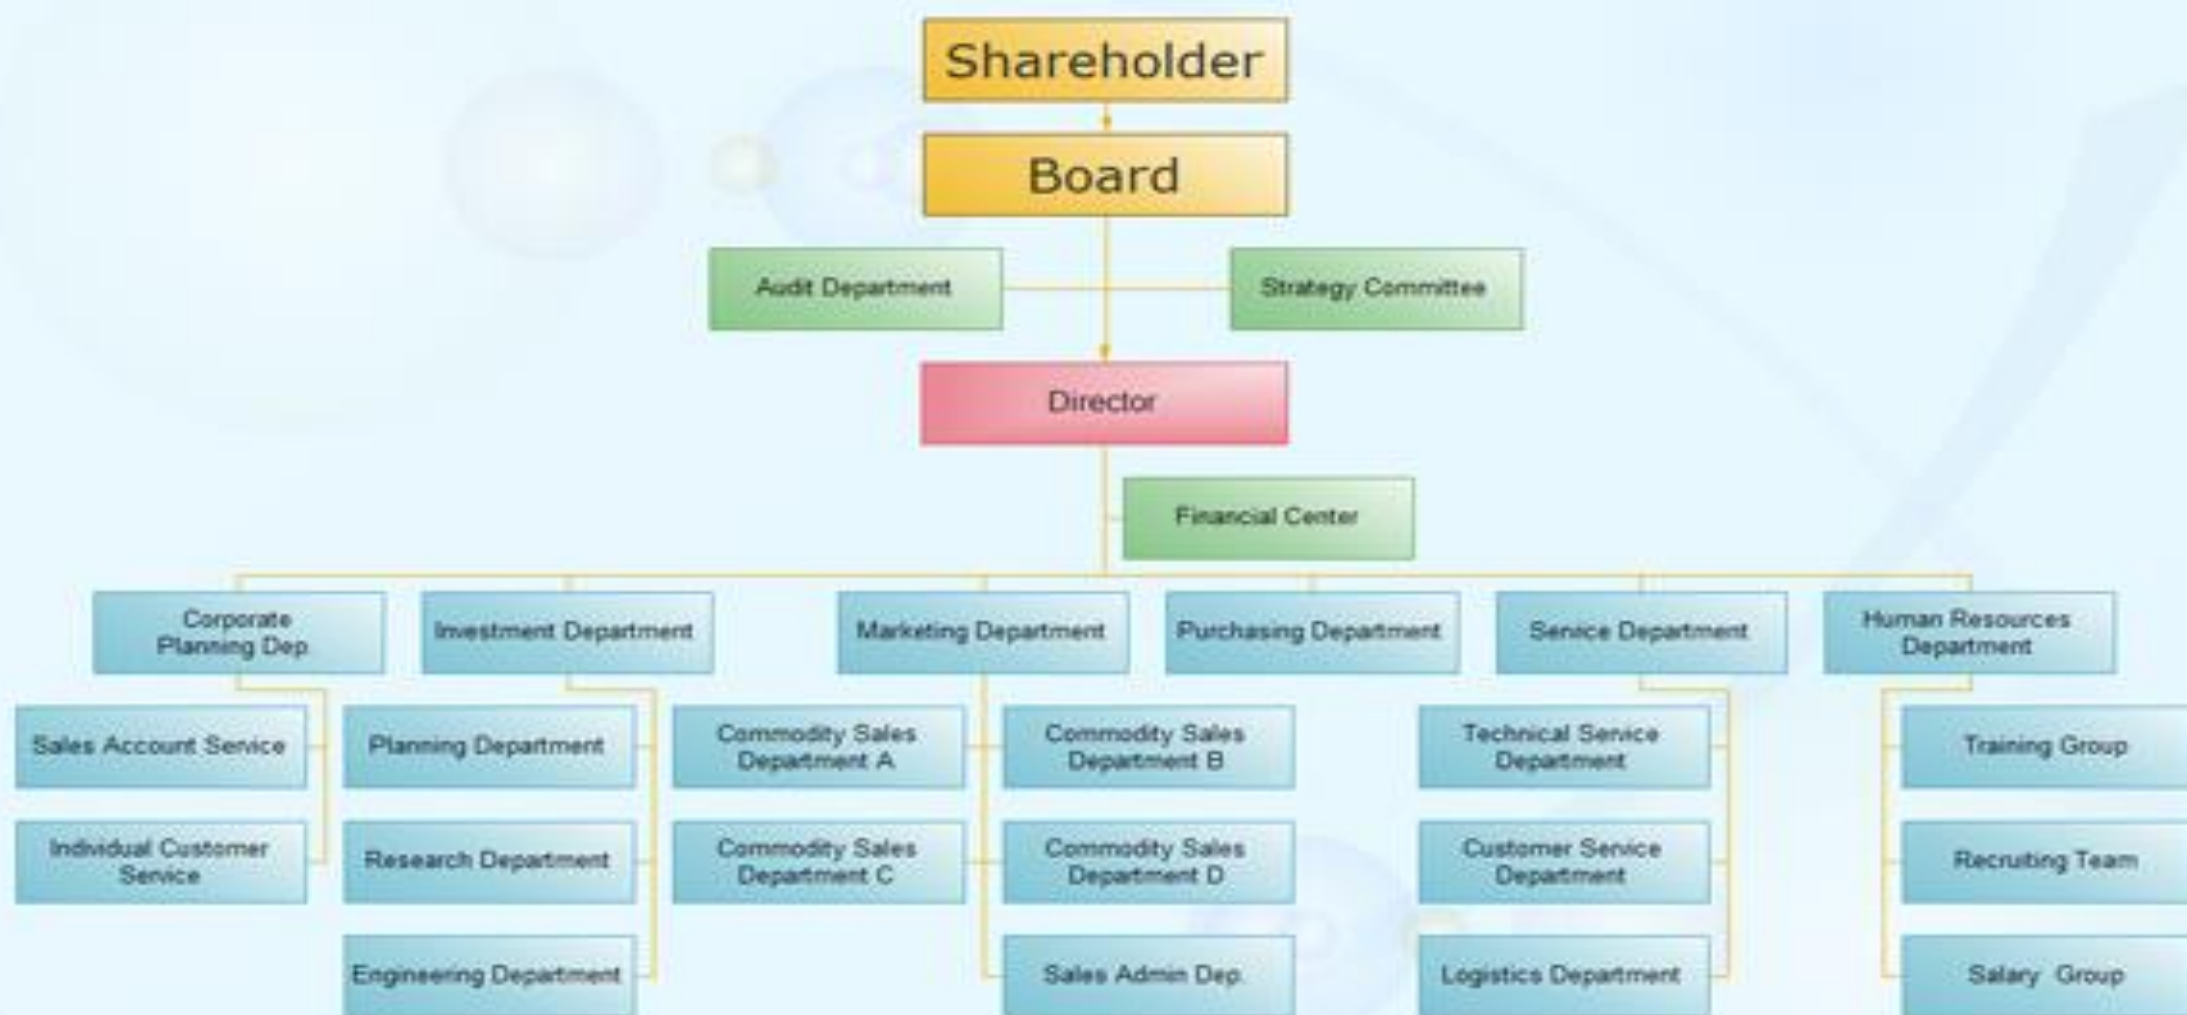 Shareholder
Board
Audit Department
Strategy Committee
Director
Financial Center
Corporate
Planning Dep.
Investment Department
Marketing Department
Purchasing Department
Service Department
Human Resources
Department
Sales Account Service
Planning Department
Commodity Sales
Department A
Commodity Sales
Department B
Technical Service
Department
Training Group
Individual Customer
Service
Research Department
Commodity Sales
Department C
Commodity Sales
Department D
Customer Service
Department
Recruiting Team
Engineering Department
Sales Admin Dep.
Logistics Department
Salary Group